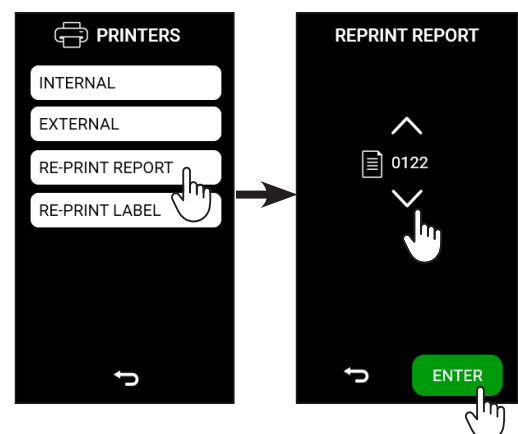 PRINTERS
INTERNAL
EXTERNAL
RE-PRINT REPORT
RE-PRINT LABEL
REPRINT REPORT
0122
ENTER